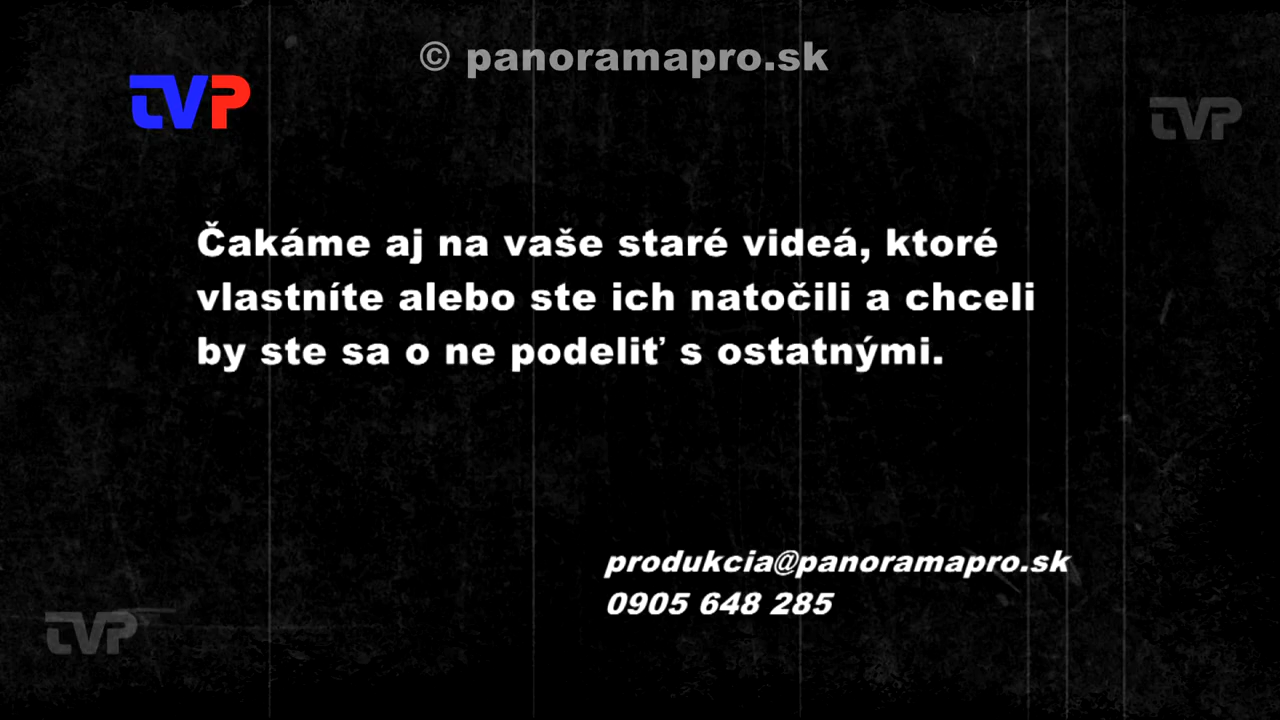 © panoramapro.sk
TVP
TVP
Čakáme aj na vaše staré videá, ktoré
vlastníte alebo ste ich natočili a chceli
by ste sa o ne podeliť s ostatnými.
produkcia@panoramapro.sk
0905 648 285
TVP